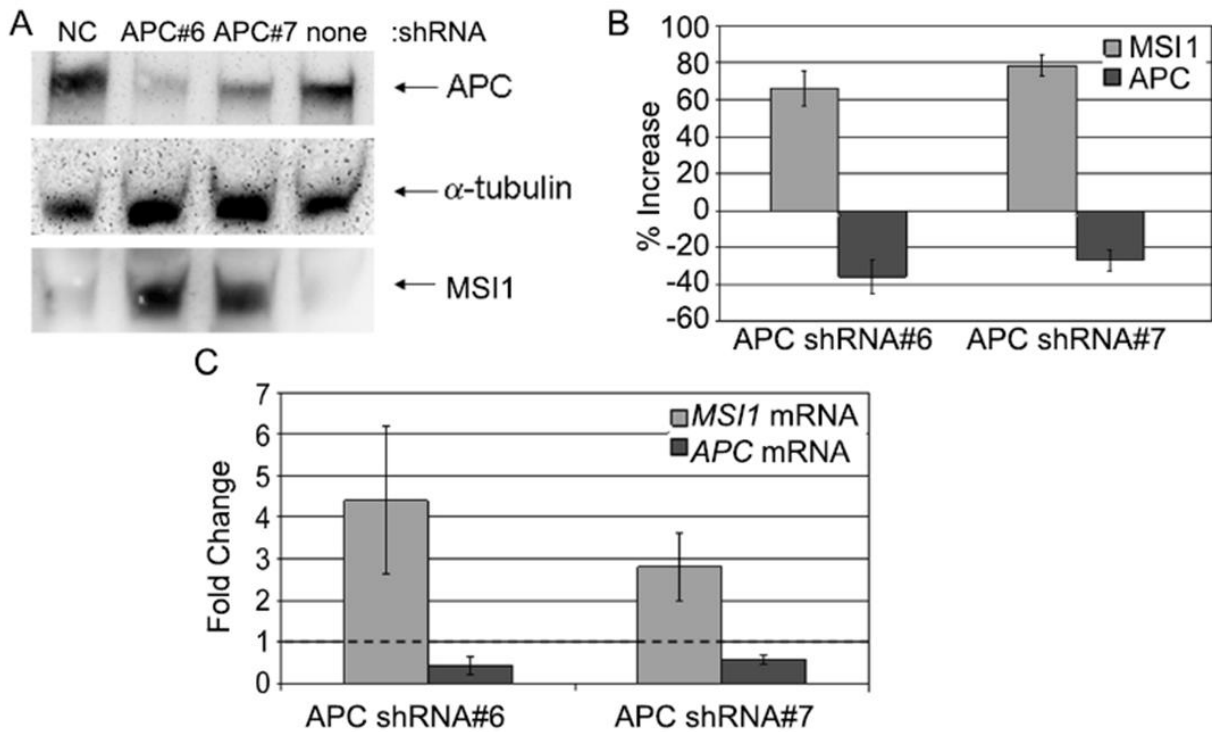 A
NC APC#6 APC#7 none :shRNA
APC
α-tubulin
MSI1
B
% Increase
100
80
60
40
20
0
-20
-40
-60
MSI1
APC
APC shRNA#6 APC shRNA#7
C
Fold Change
7
6
5
4
3
2
1
0
MSI1 mRNA
APC mRNA
APC shRNA#6 APC shRNA#7